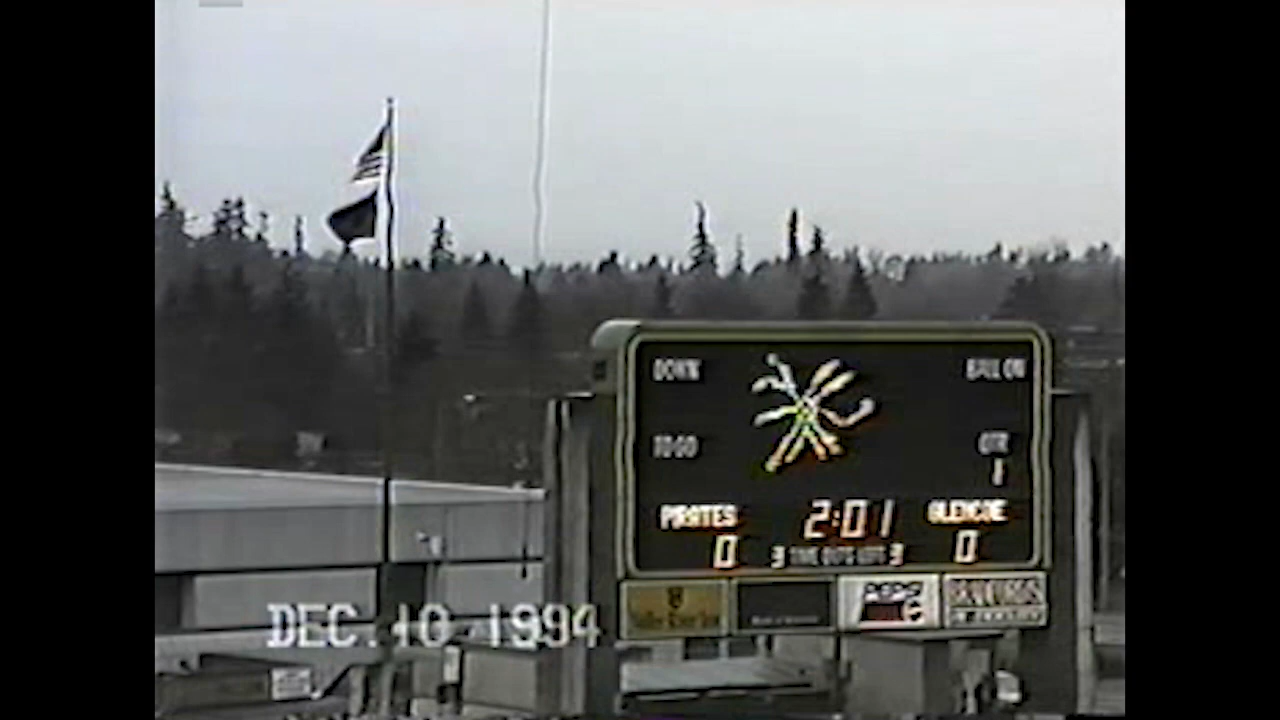 DOWN
BALL ON
TO GO
QTR
1
PIRATES 2:01 GLENCOE
0 3 TIME OUTS LEFT 3 0
PEPSI
DEC. 10 1994